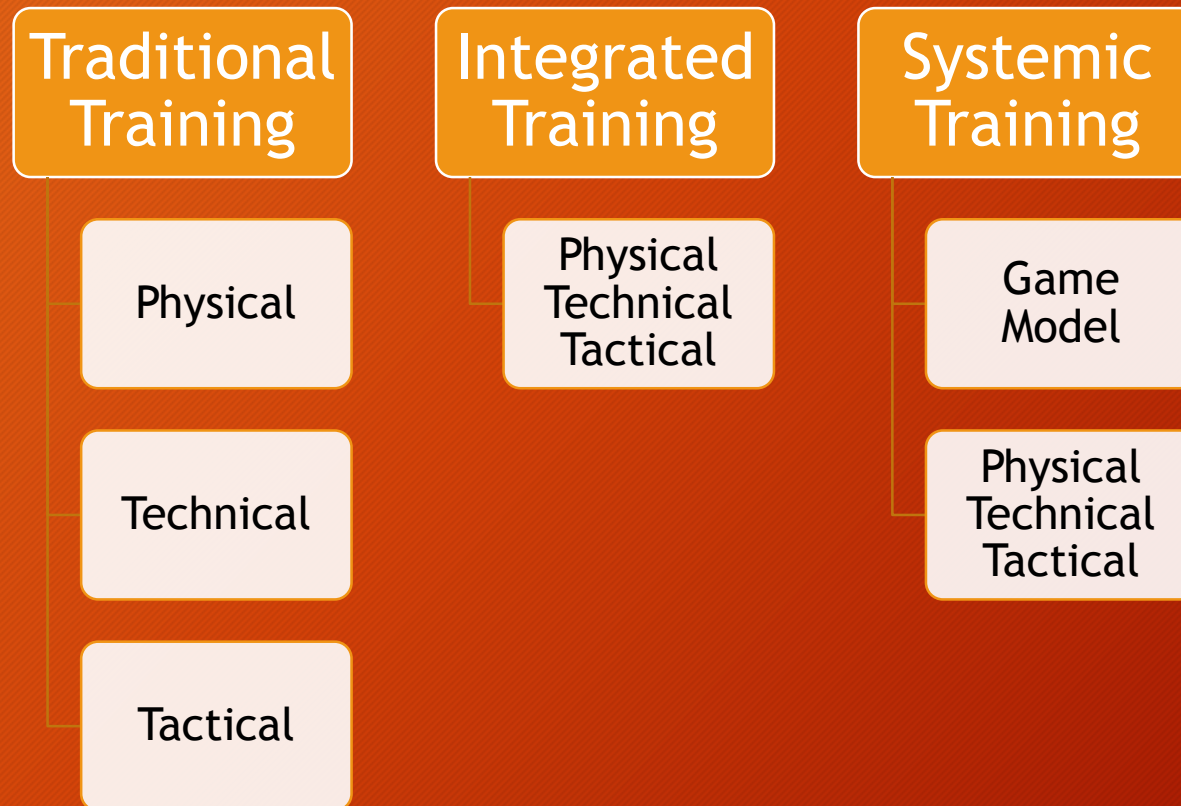 Traditional
Training
Physical
Technical
Tactical
Integrated
Training
Physical
Technical
Tactical
Systemic
Training
Game
Model
Physical
Technical
Tactical